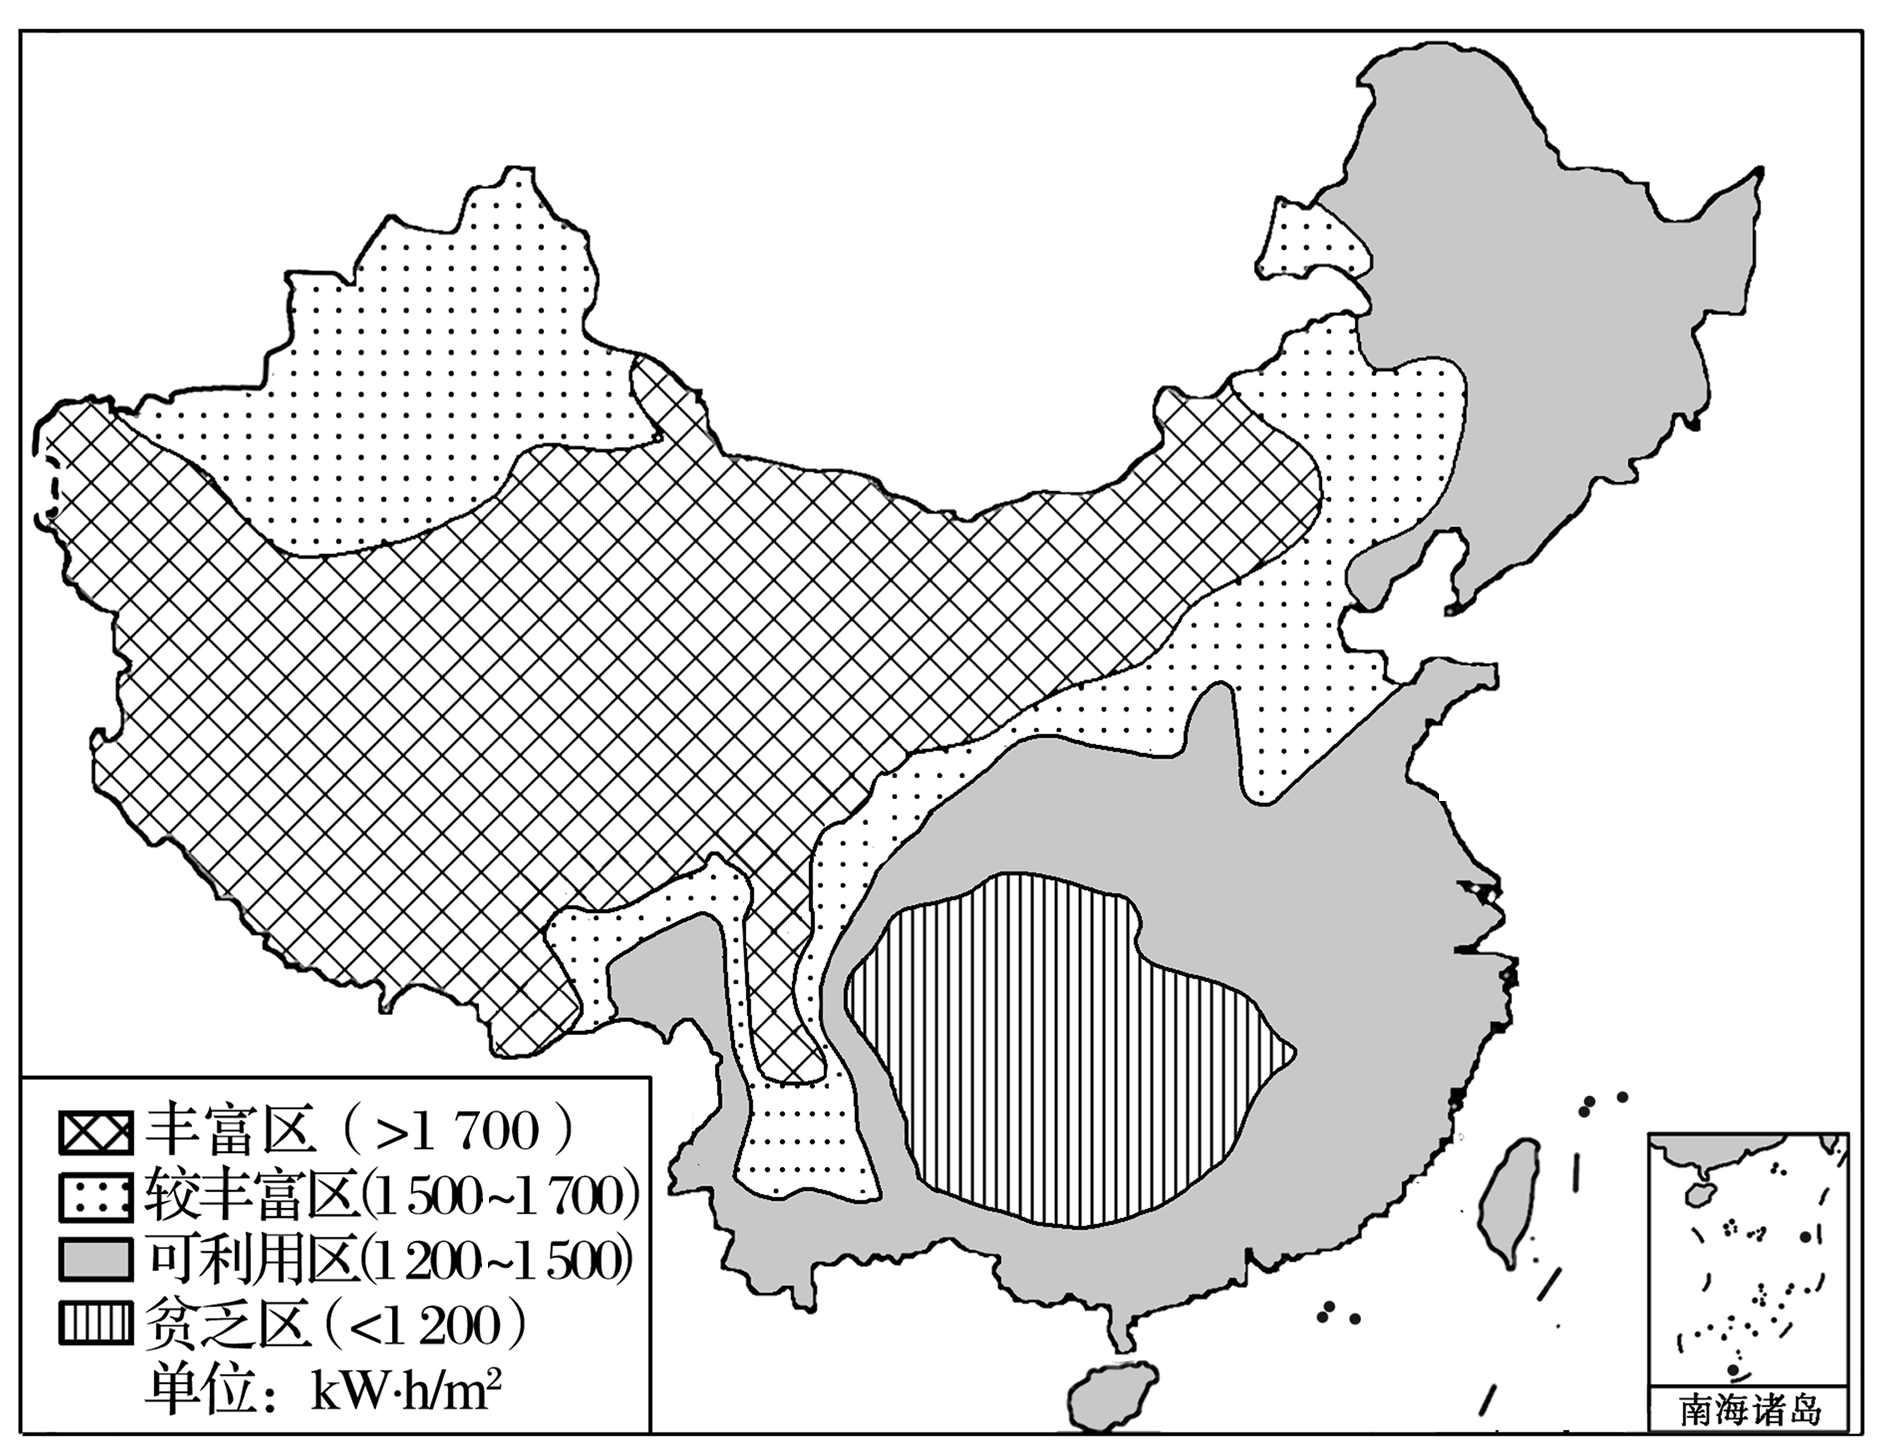 丰富区（>1 700）
较丰富区(1 500~1 700)
可利用区(1 200~1 500)
贫乏区(<1 200)
单位：kW·h/m²
南海诸岛